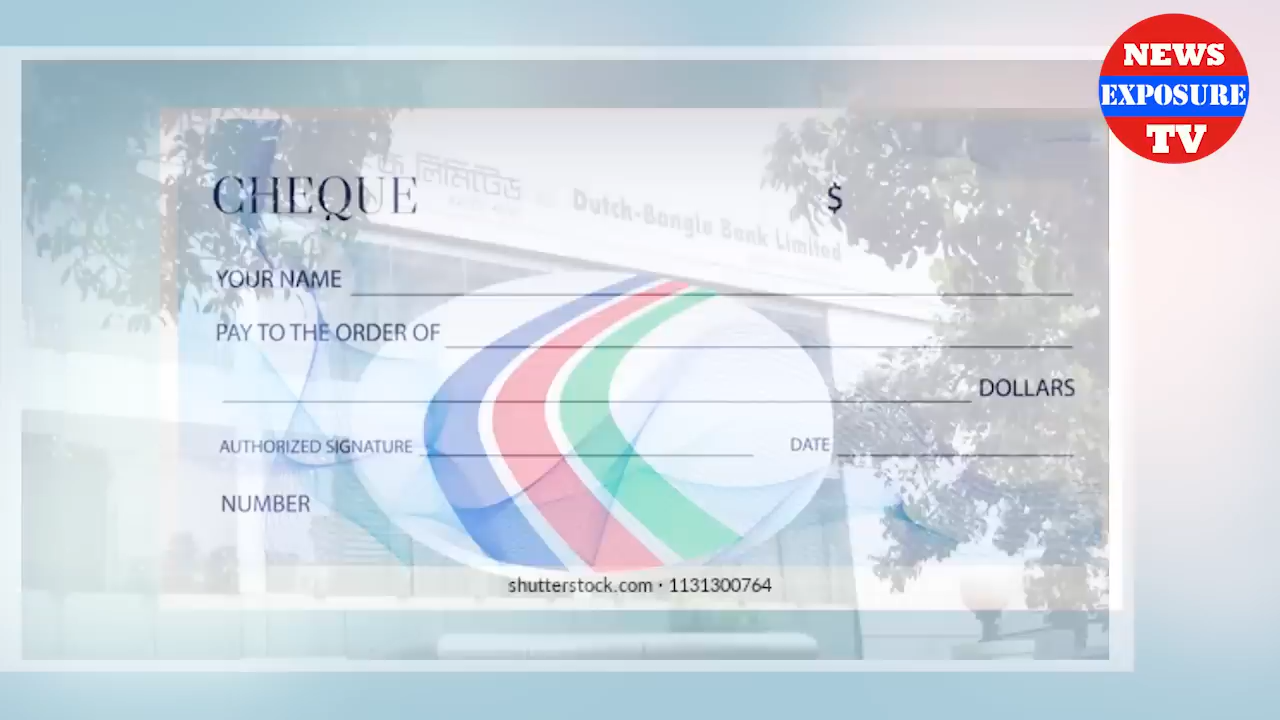 NEWS
EXPOSURE
TV
লিমিটেড
Dutch-Bangla Bank Limited
CHEQUE
$
YOUR NAME
PAY TO THE ORDER OF
DOLLARS
AUTHORIZED SIGNATURE
DATE
NUMBER
shutterstock.com · 1131300764